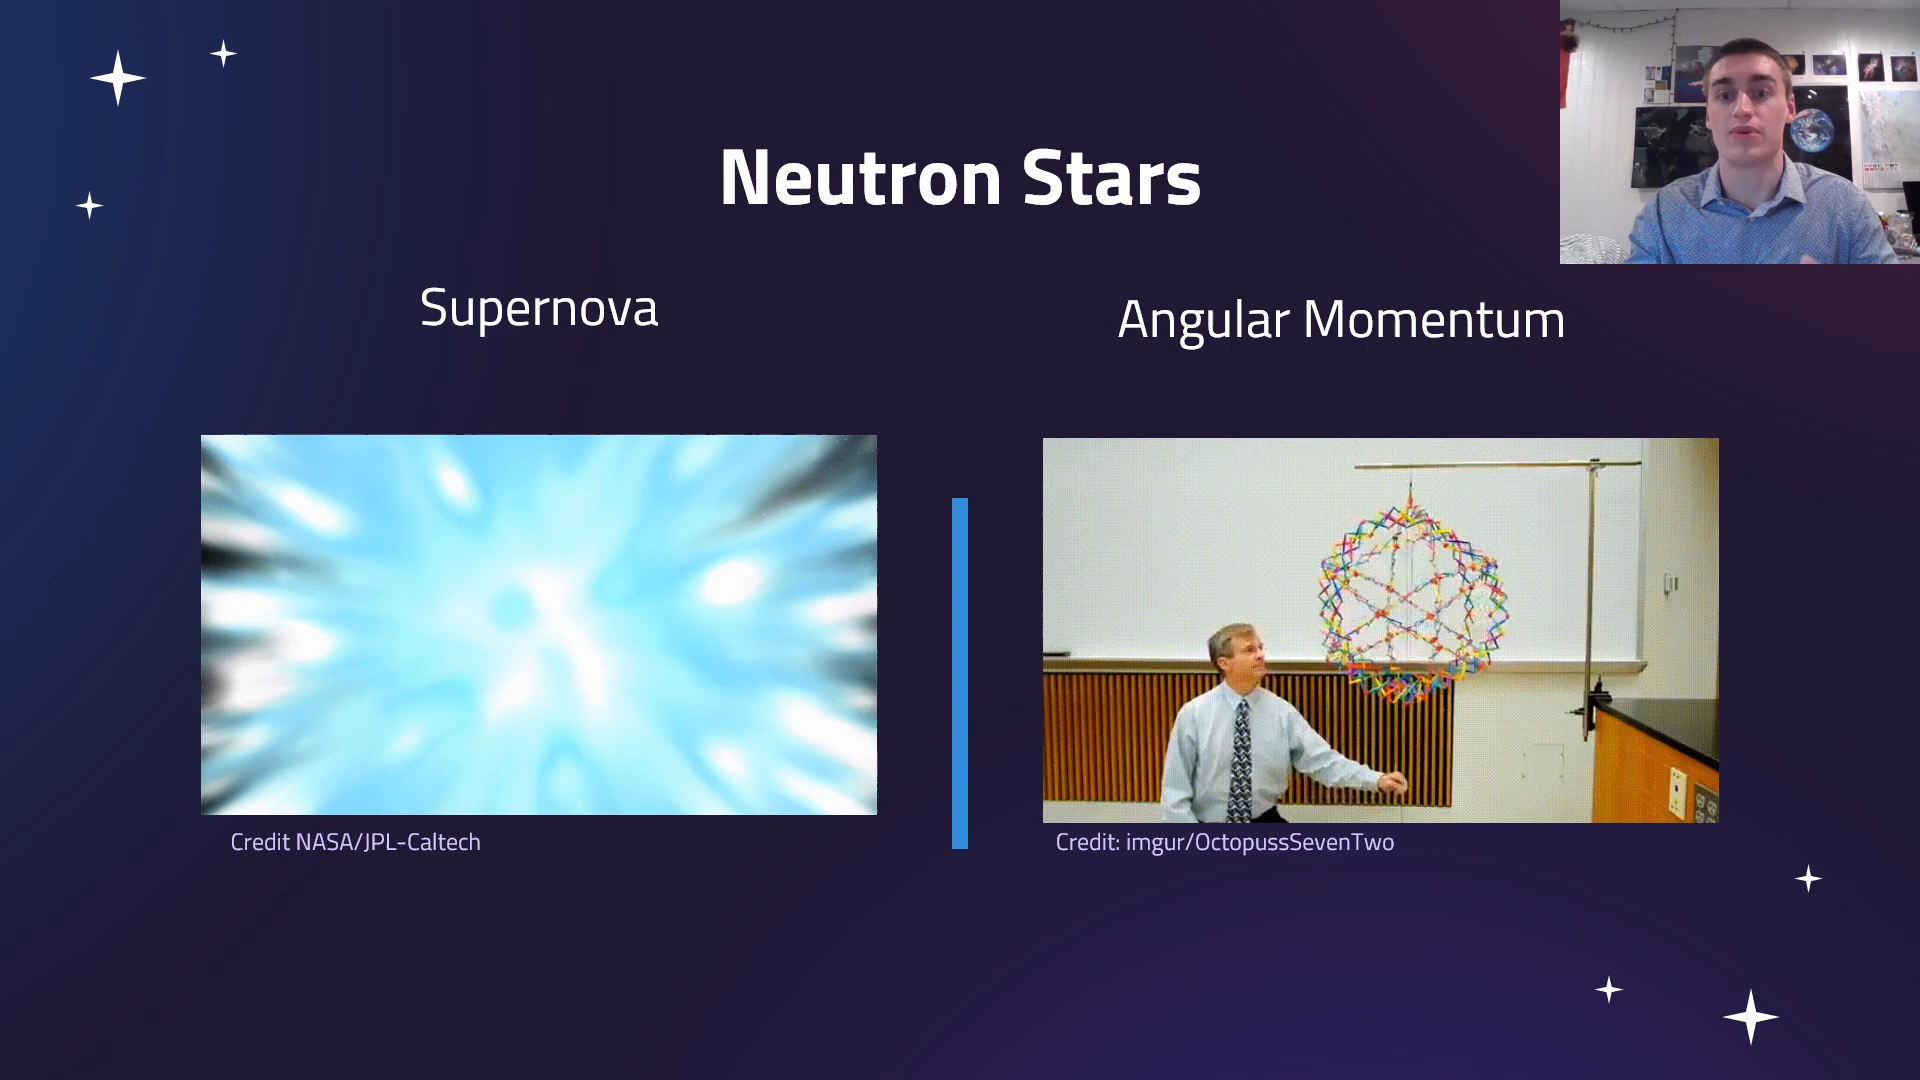 Neutron Stars
Supernova
Angular Momentum
Credit NASA/JPL-Caltech
Credit: imgur/OctopussSevenTwo